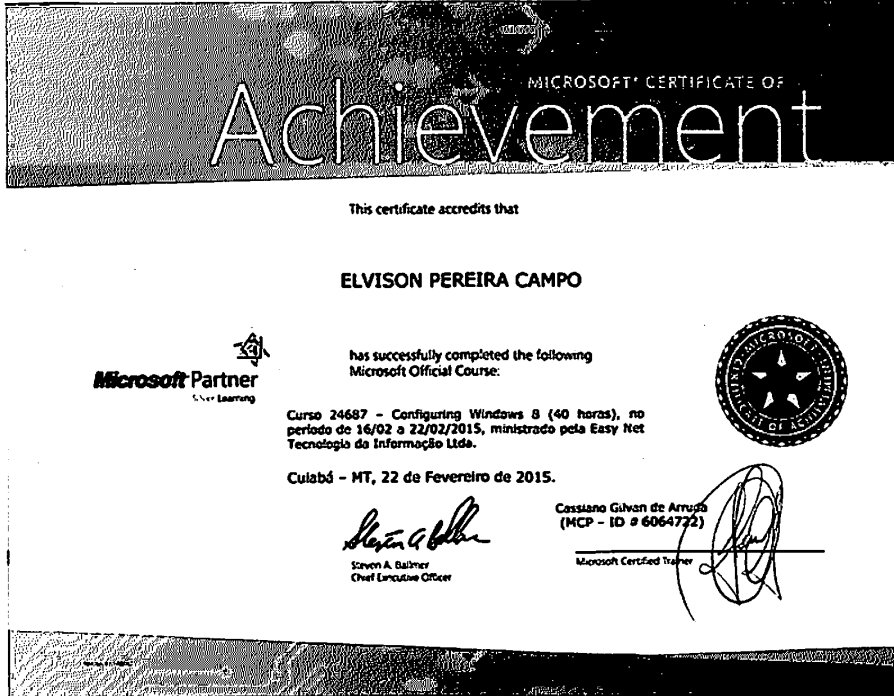 MICROSOFT® CERTIFICATE OF
Achievement
This certificate accredits that
ELVISON PEREIRA CAMPO
Microsoft Partner
Silver Learning
has successfully completed the following
Microsoft Official Course:
Curso 24687 – Configuring Windows 8 (40 horas), no
período de 16/02 a 22/02/2015, ministrado pela Easy Net
Tecnologia da Informação Ltda.
Cuiabá – MT, 22 de Fevereiro de 2015.
Cassiano Gilvan de Arruda
(MCP – ID # 6064722)
Steven A. Ballmer
Chief Executive Officer
Microsoft Certified Trainer